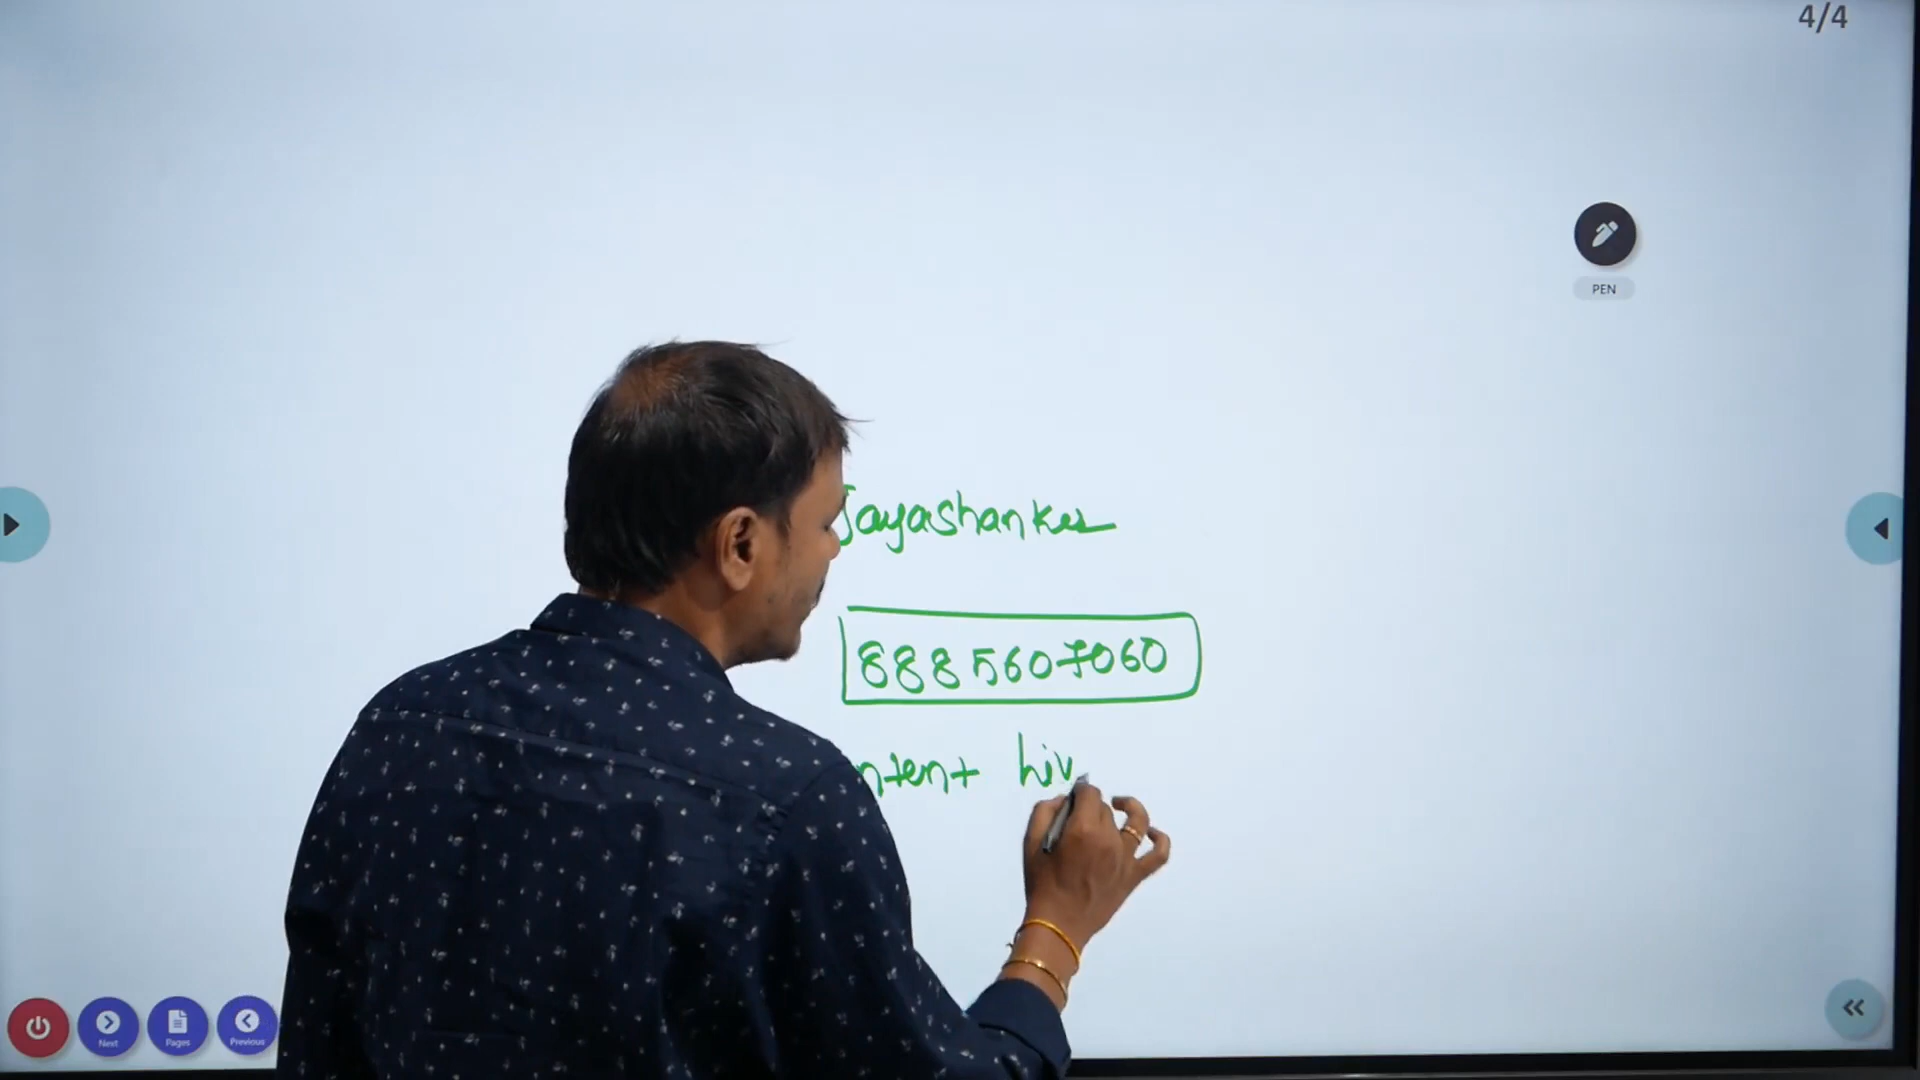 4/4
PEN
Jayashanker
8885607060
ntent hiv
Next
Pages
Previous